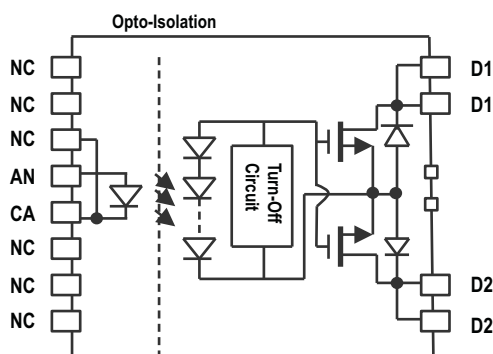 Opto-Isolation
NC
NC
NC
AN
CA
NC
NC
NC
Turn-Off
Circuit
D1
D1
D2
D2